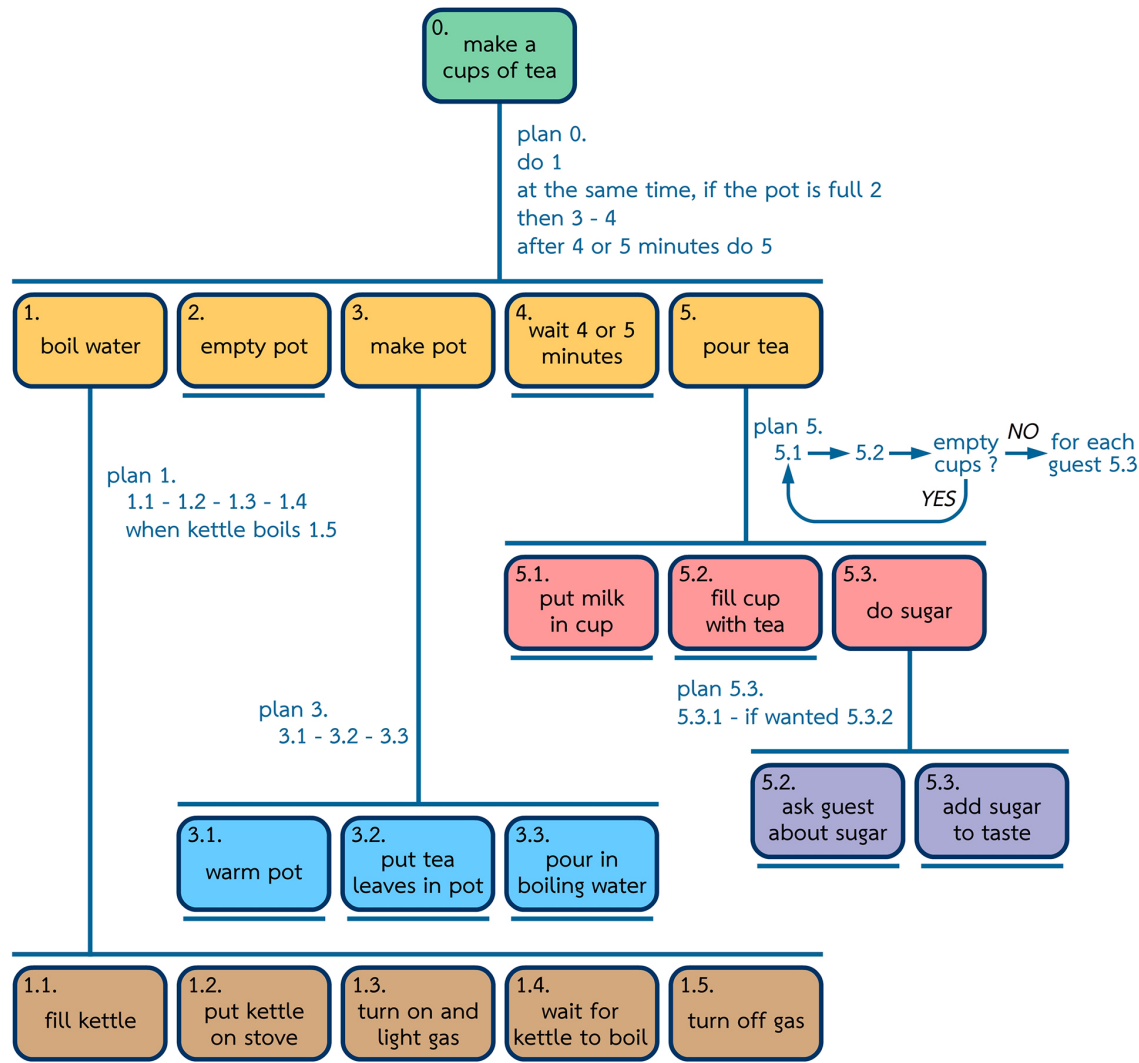 0.
make a
cups of tea
plan 0.
do 1
at the same time, if the pot is full 2
then 3 - 4
after 4 or 5 minutes do 5
1.
boil water
2.
empty pot
3.
make pot
4.
wait 4 or 5
minutes
5.
pour tea
plan 5.
5.1
5.2
empty
cups ?
NO
for each
guest 5.3
YES
plan 1.
1.1 - 1.2 - 1.3 - 1.4
when kettle boils 1.5
5.1.
put milk
in cup
5.2.
fill cup
with tea
5.3.
do sugar
plan 5.3.
5.3.1 - if wanted 5.3.2
plan 3.
3.1 - 3.2 - 3.3
5.2.
ask guest
about sugar
5.3.
add sugar
to taste
3.1.
warm pot
3.2.
put tea
leaves in pot
3.3.
pour in
boiling water
1.1.
fill kettle
1.2.
put kettle
on stove
1.3.
turn on and
light gas
1.4.
wait for
kettle to boil
1.5.
turn off gas